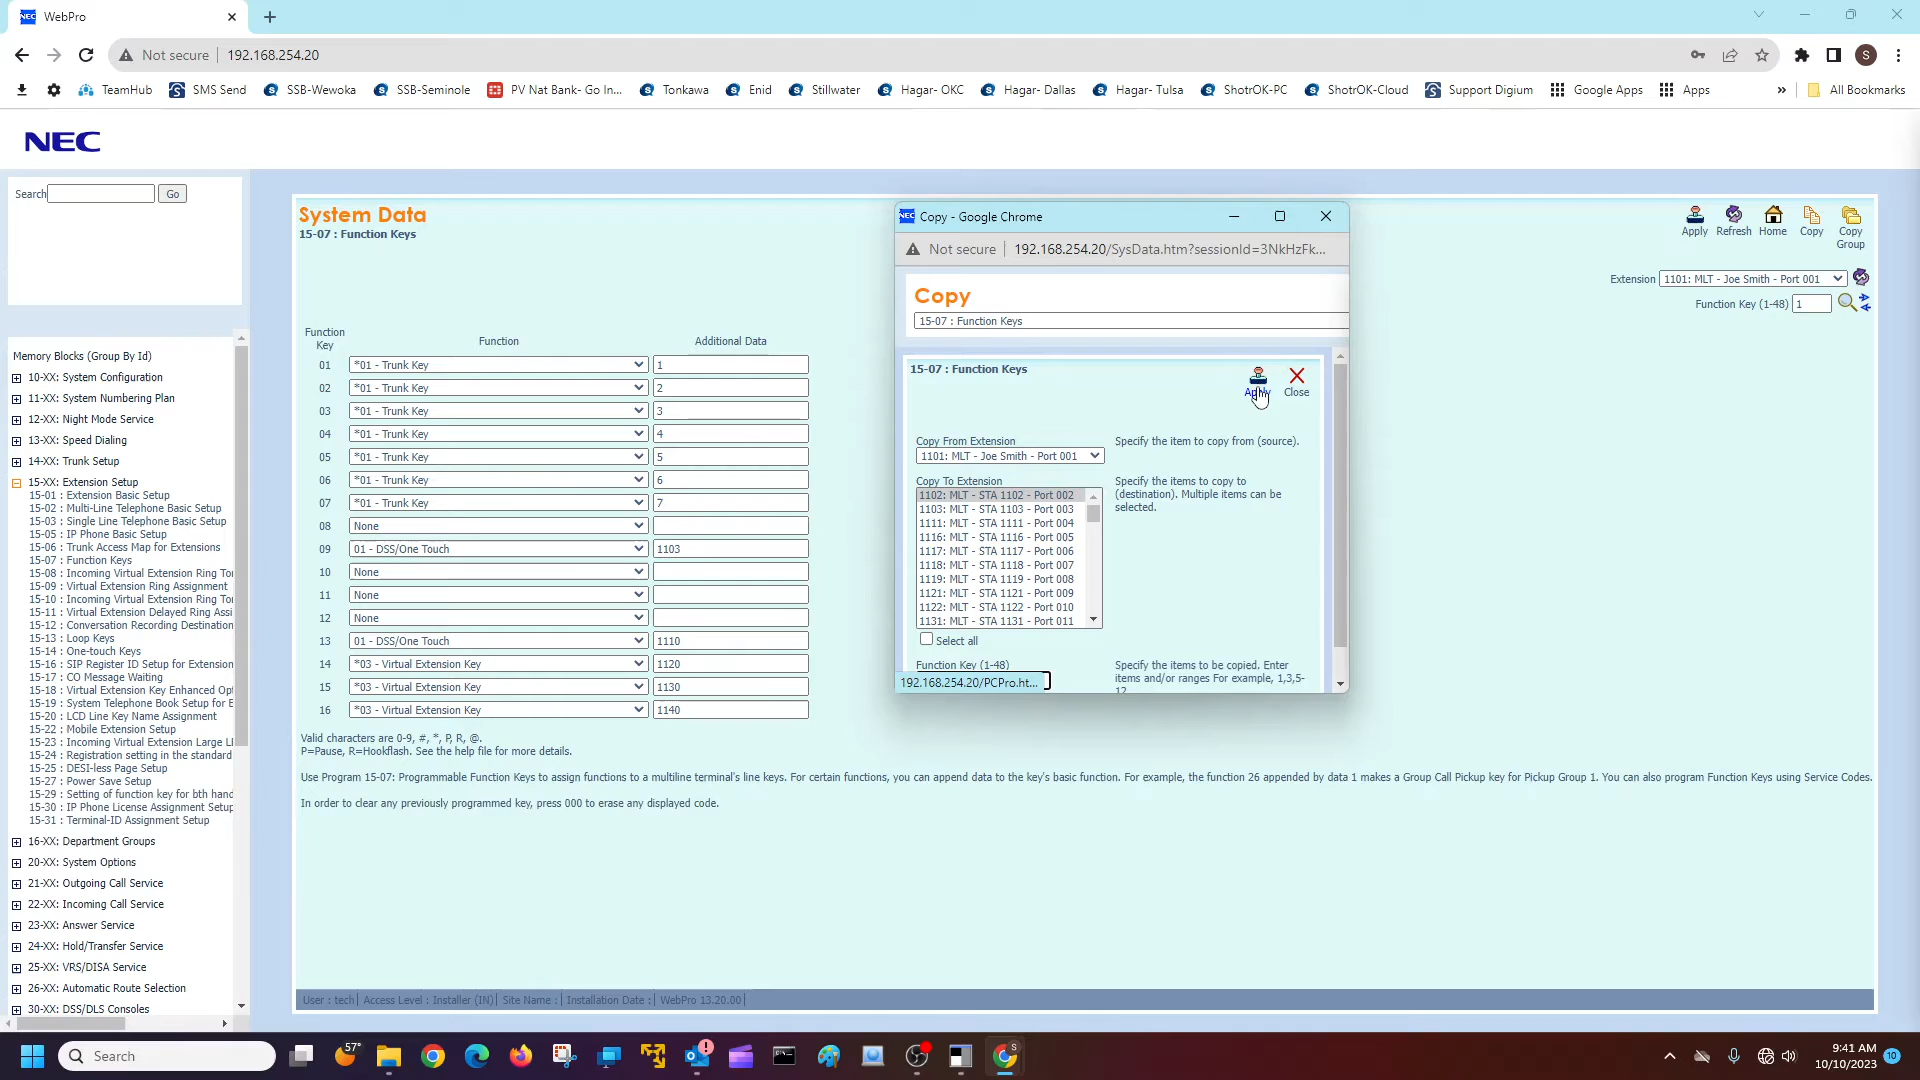 WebPro
Not secure 192.168.254.20
TeamHub SMS Send SSB-Wewoka SSB-Seminole PV Nat Bank- Go In... Tonkawa Enid Stillwater Hagar- OKC Hagar- Dallas Hagar- Tulsa ShotrOK-PC ShotrOK-Cloud Support Digium Google Apps Apps » All Bookmarks
NEC
Search Go
System Data
15-07 : Function Keys
Apply Refresh Home Copy Copy Group
Extension 1101: MLT - Joe Smith - Port 001
Function Key (1-48) 1
Memory Blocks (Group By Id)
10-XX: System Configuration
11-XX: System Numbering Plan
12-XX: Night Mode Service
13-XX: Speed Dialing
14-XX: Trunk Setup
15-XX: Extension Setup
15-01 : Extension Basic Setup
15-02 : Multi-Line Telephone Basic Setup
15-03 : Single Line Telephone Basic Setup
15-05 : IP Phone Basic Setup
15-06 : Trunk Access Map for Extensions
15-07 : Function Keys
15-08 : Incoming Virtual Extension Ring To
15-09 : Virtual Extension Ring Assignment
15-10 : Incoming Virtual Extension Ring To
15-11 : Virtual Extension Delayed Ring Assi
15-12 : Conversation Recording Destination
15-13 : Loop Keys
15-14 : One-touch Keys
15-16 : SIP Register ID Setup for Extension
15-17 : CO Message Waiting
15-18 : Virtual Extension Key Enhanced Opt
15-19 : System Telephone Book Setup for E
15-20 : LCD Line Key Name Assignment
15-22 : Mobile Extension Setup
15-23 : Incoming Virtual Extension Large LE
15-24 : Registration setting in the standard
15-25 : DESI-less Page Setup
15-27 : Power Save Setup
15-29 : Setting of function key for bth hand
15-30 : IP Phone License Assignment Setup
15-31 : Terminal-ID Assignment Setup
16-XX: Department Groups
20-XX: System Options
21-XX: Outgoing Call Service
22-XX: Incoming Call Service
23-XX: Answer Service
24-XX: Hold/Transfer Service
25-XX: VRS/DISA Service
26-XX: Automatic Route Selection
30-XX: DSS/DLS Consoles
Function Key Function Additional Data
01 *01 - Trunk Key 1
02 *01 - Trunk Key 2
03 *01 - Trunk Key 3
04 *01 - Trunk Key 4
05 *01 - Trunk Key 5
06 *01 - Trunk Key 6
07 *01 - Trunk Key 7
08 None
09 01 - DSS/One Touch 1103
10 None
11 None
12 None
13 01 - DSS/One Touch 1110
14 *03 - Virtual Extension Key 1120
15 *03 - Virtual Extension Key 1130
16 *03 - Virtual Extension Key 1140
Valid characters are 0-9, #, *, P, R, @.
P=Pause, R=Hookflash. See the help file for more details.
Use Program 15-07: Programmable Function Keys to assign functions to a multiline terminal's line keys. For certain functions, you can append data to the key's basic function. For example, the function 26 appended by data 1 makes a Group Call Pickup key for Pickup Group 1. You can also program Function Keys using Service Codes.
In order to clear any previously programmed key, press 000 to erase any displayed code.
User : tech| Access Level : Installer (IN)| Site Name : | Installation Date : | WebPro 13.20.00|
NEC Copy - Google Chrome
Not secure 192.168.254.20/SysData.htm?sessionId=3NkHzFk...
Copy
15-07 : Function Keys
15-07 : Function Keys
Apply Close
Copy From Extension
1101: MLT - Joe Smith - Port 001
Specify the item to copy from (source).
Copy To Extension
1102: MLT - STA 1102 - Port 002
1103: MLT - STA 1103 - Port 003
1111: MLT - STA 1111 - Port 004
1116: MLT - STA 1116 - Port 005
1117: MLT - STA 1117 - Port 006
1118: MLT - STA 1118 - Port 007
1119: MLT - STA 1119 - Port 008
1121: MLT - STA 1121 - Port 009
1122: MLT - STA 1122 - Port 010
1131: MLT - STA 1131 - Port 011
Specify the items to copy to
(destination). Multiple items can be
selected.
Select all
Function Key (1-48)
Specify the items to be copied. Enter
items and/or ranges For example, 1,3,5-
12
192.168.254.20/PCPro.ht...
Search 57°
9:41 AM
10/10/2023
10